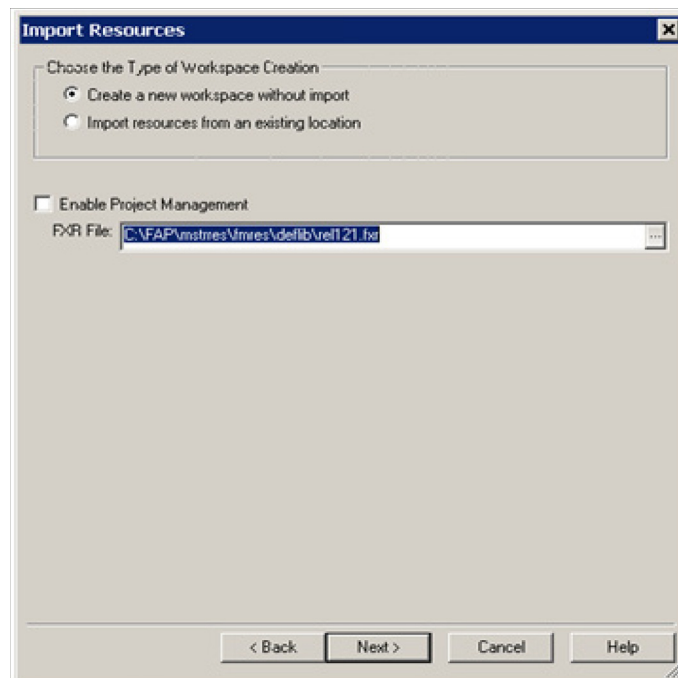 Import Resources
Choose the Type of Workspace Creation
Create a new workspace without import
Import resources from an existing location
Enable Project Management
FXR File: C:\FAP\mstrres\fmres\deflib\rel121.fxr ...
< Back Next > Cancel Help